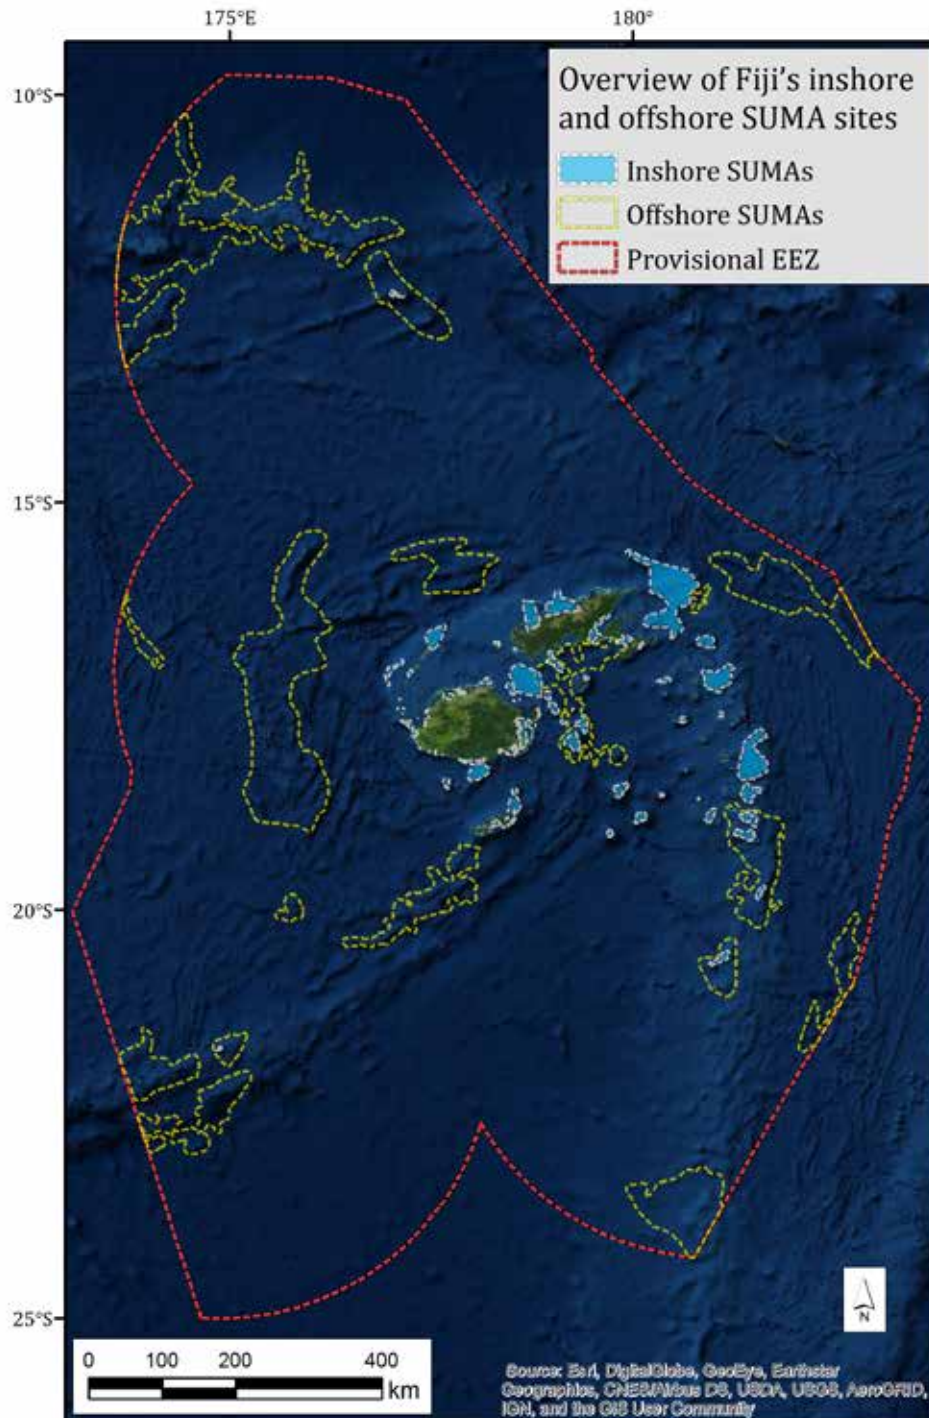 175°E 180°
10°S
15°S
20°S
25°S
Overview of Fiji's inshore
and offshore SUMA sites
Inshore SUMAs
Offshore SUMAs
Provisional EEZ
N
0 100 200 400
km
Source: Esri, DigitalGlobe, GeoEye, Earthstar
Geographics, CNES/Airbus DS, USDA, USGS, AeroGRID,
IGN, and the GIS User Community